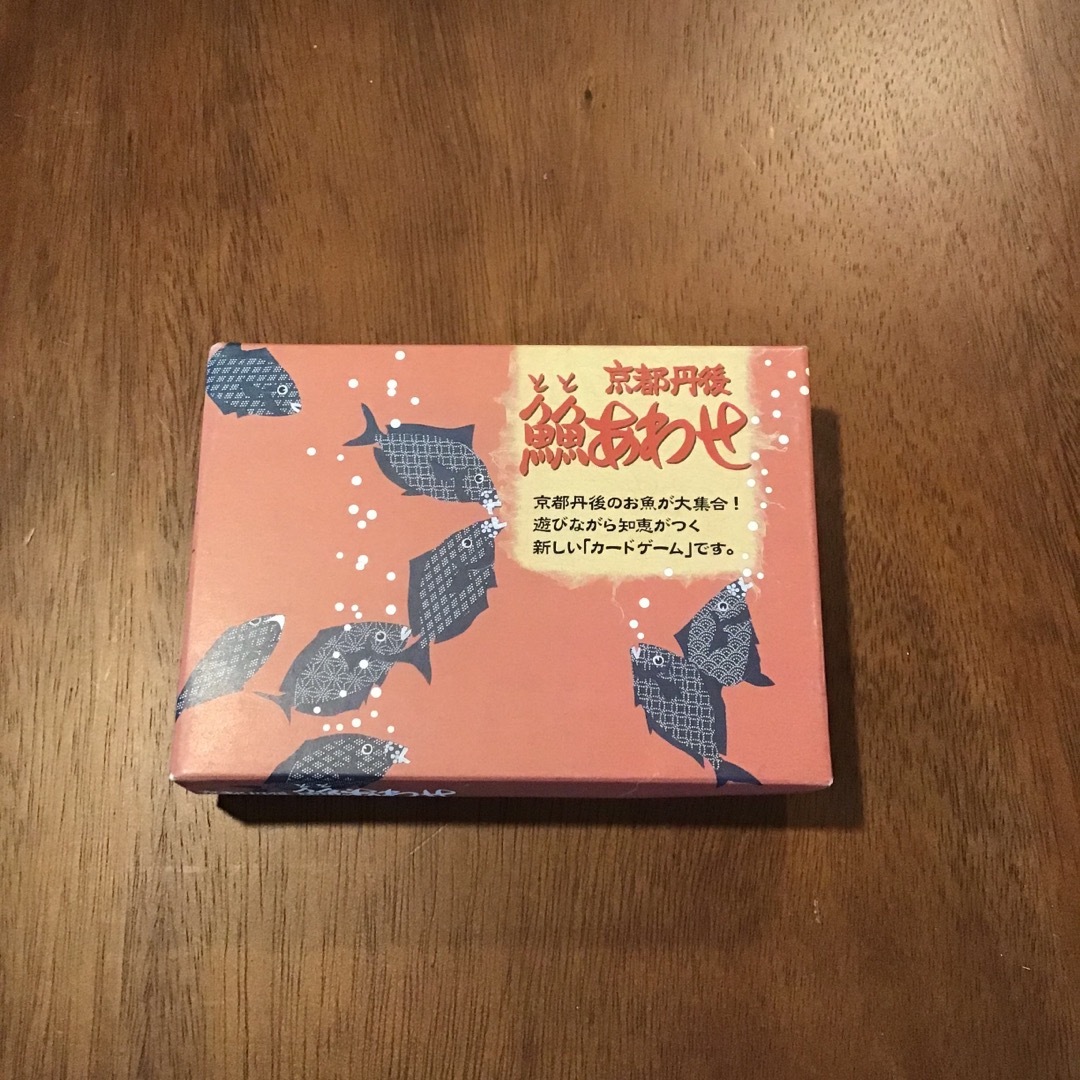 京都丹後
とと
䲆あわせ
京都丹後のお魚が大集合！
遊びながら知恵がつく
新しい「カードゲーム」です。